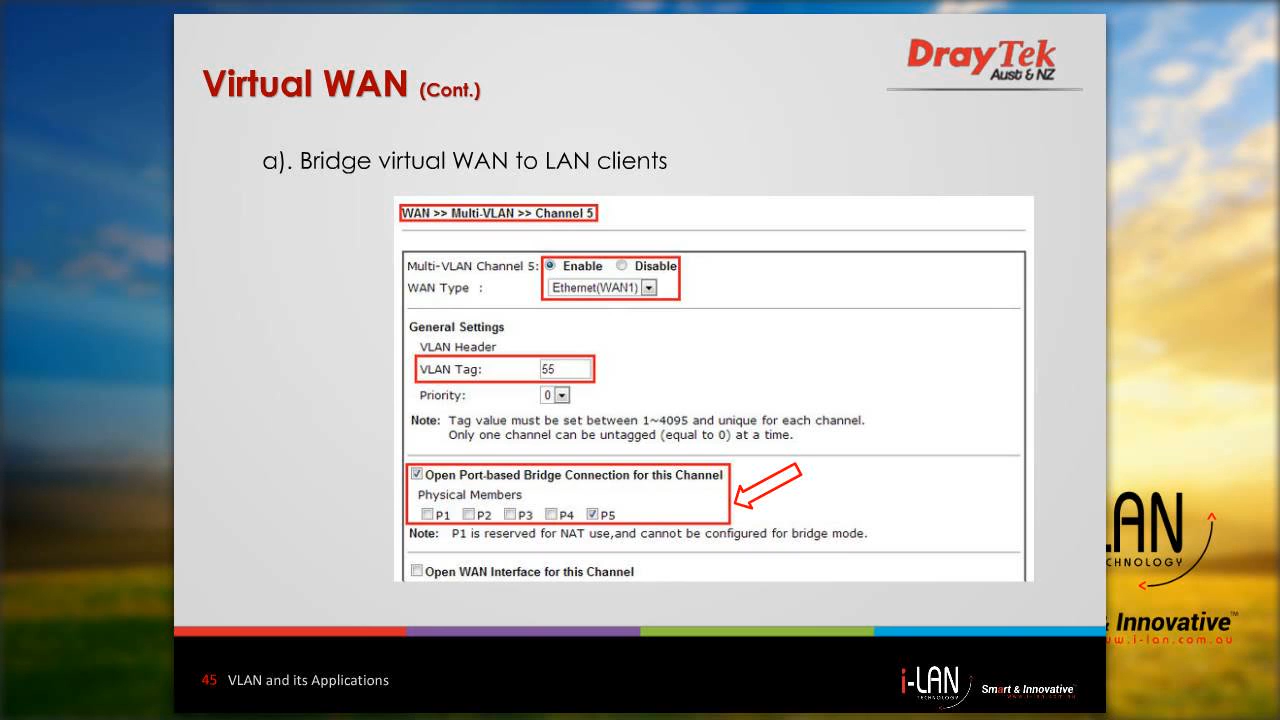 DrayTek
Aust & NZ
Virtual WAN (Cont.)
a). Bridge virtual WAN to LAN clients
WAN >> Multi-VLAN >> Channel 5
Multi-VLAN Channel 5: Enable Disable
WAN Type : Ethernet(WAN1)
General Settings
VLAN Header
VLAN Tag: 55
Priority: 0
Note: Tag value must be set between 1~4095 and unique for each channel.
Only one channel can be untagged (equal to 0) at a time.
Open Port-based Bridge Connection for this Channel
Physical Members
P1 P2 P3 P4 P5
Note: P1 is reserved for NAT use,and cannot be configured for bridge mode.
Open WAN Interface for this Channel
LAN
CHNOLOGY
& Innovative™
w.i-lan.com.au
45 VLAN and its Applications
i-LAN
TECHNOLOGY
Smart & Innovative